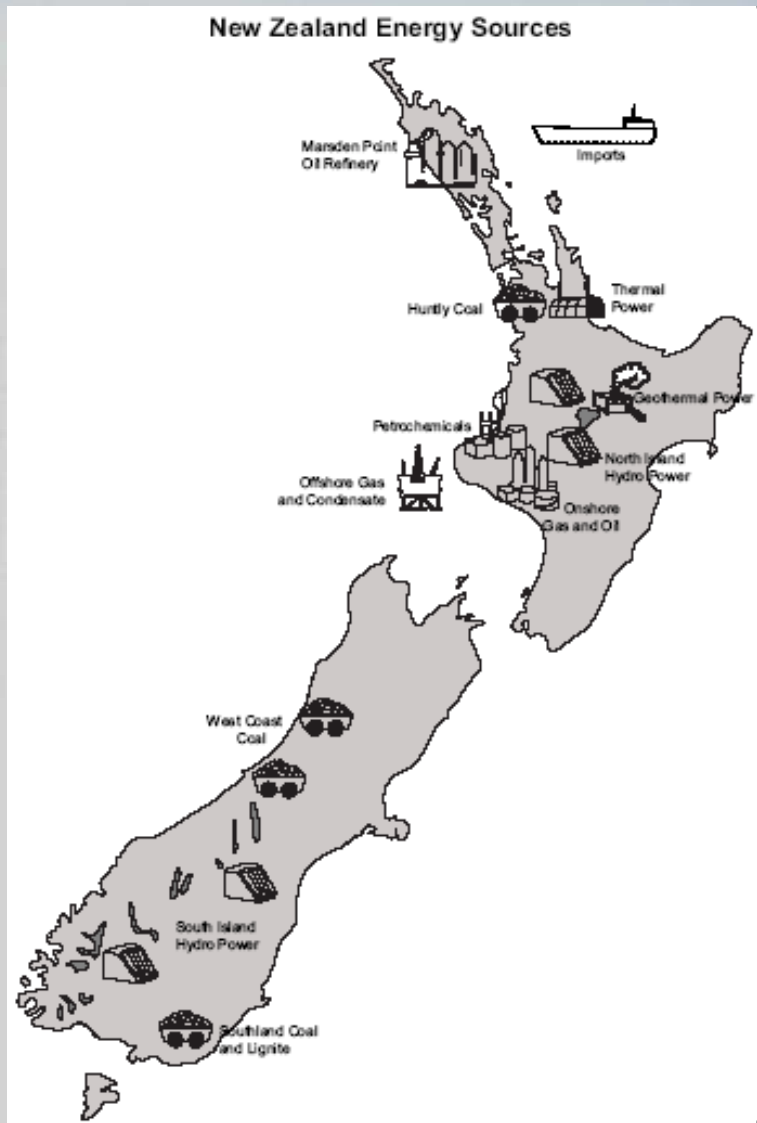 New Zealand Energy Sources
Marsden Point
Oil Refinery
Imports
Huntly Coal
Thermal
Power
Geothermal Power
Petrochemicals
North Island
Hydro Power
Offshore Gas
and Condensate
Onshore
Gas and Oil
West Coast
Coal
South Island
Hydro Power
Southland Coal
and Lignite